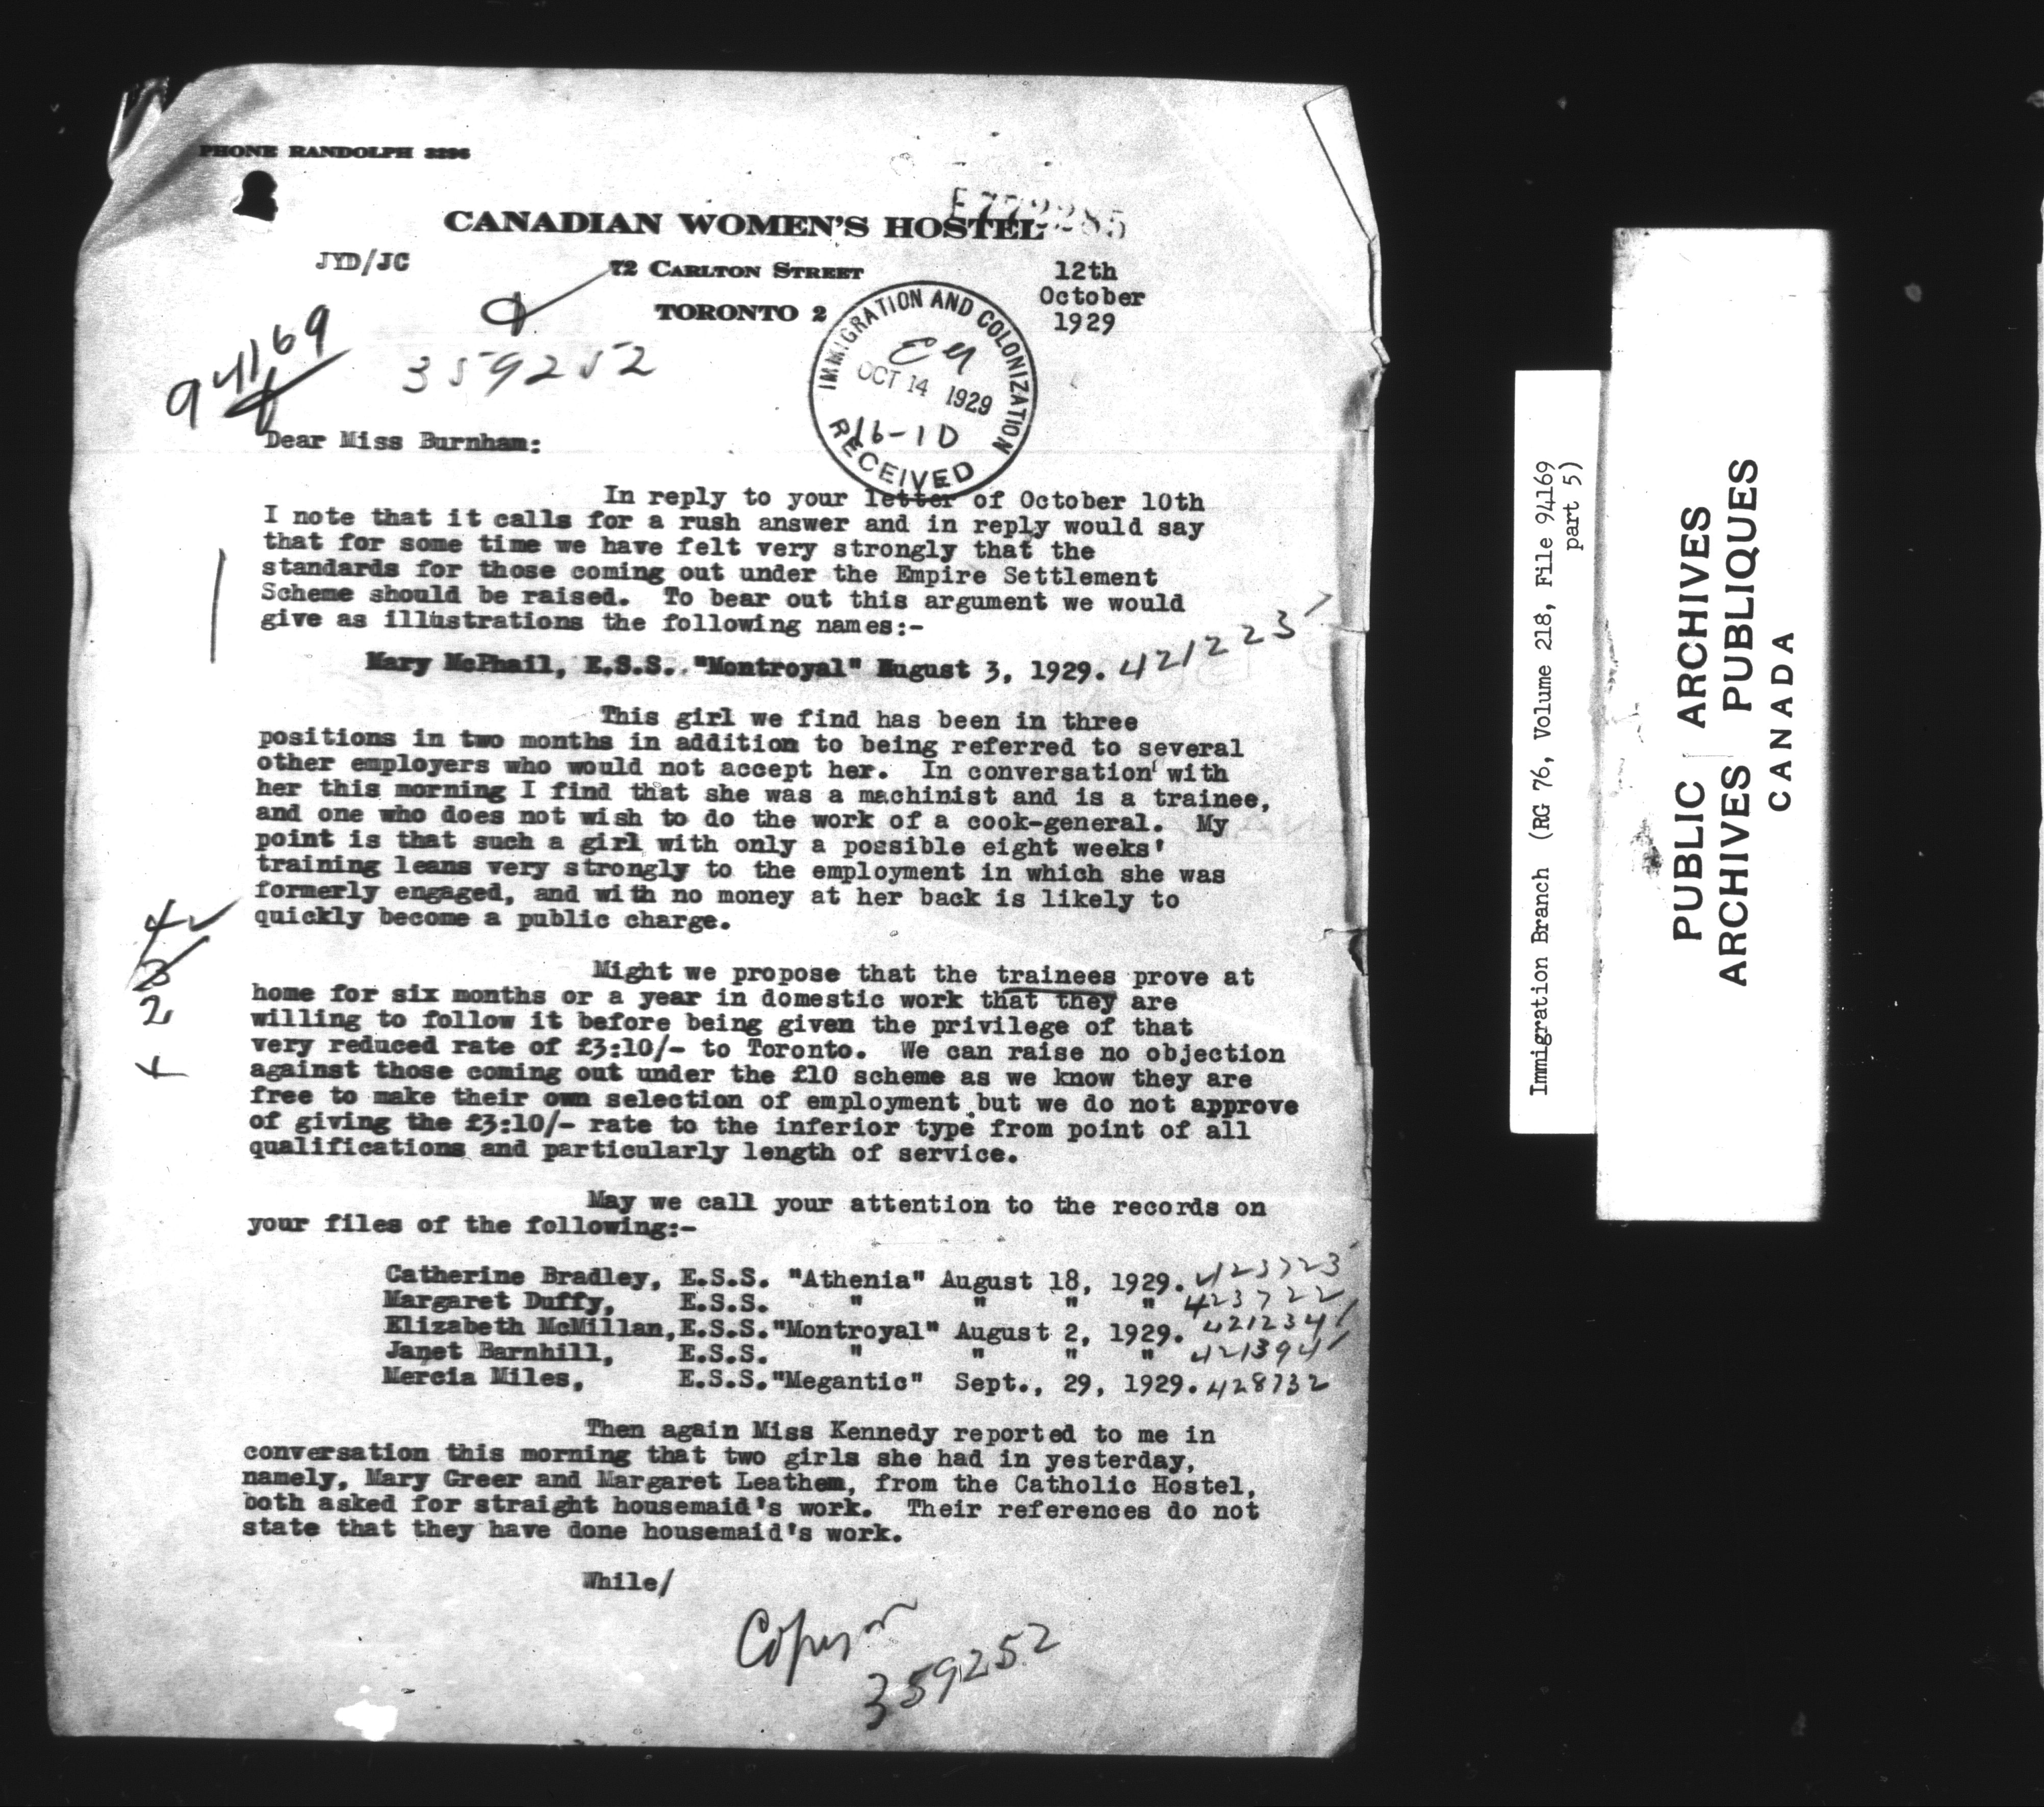 PHONE RANDOLPH 3296
E772285
CANADIAN WOMEN'S HOSTEL
JYD/JC
72 CARLTON STREET
TORONTO 2
12th
October
1929
94169
359252
IMMIGRATION AND COLONIZATION
OCT 14 1929
16-10
RECEIVED
Dear Miss Burnham:
In reply to your letter of October 10th
I note that it calls for a rush answer and in reply would say
that for some time we have felt very strongly that the
standards for those coming out under the Empire Settlement
Scheme should be raised. To bear out this argument we would
give as illustrations the following names:-
Mary McPhail, E.S.S. "Montroyal" August 3, 1929. 421223
This girl we find has been in three
positions in two months in addition to being referred to several
other employers who would not accept her. In conversation with
her this morning I find that she was a machinist and is a trainee,
and one who does not wish to do the work of a cook-general. My
point is that such a girl with only a possible eight weeks'
training leans very strongly to the employment in which she was
formerly engaged, and with no money at her back is likely to
quickly become a public charge.
4
3
2
Might we propose that the trainees prove at
home for six months or a year in domestic work that they are
willing to follow it before being given the privilege of that
very reduced rate of £3:10/- to Toronto. We can raise no objection
against those coming out under the £10 scheme as we know they are
free to make their own selection of employment but we do not approve
of giving the £3:10/- rate to the inferior type from point of all
qualifications and particularly length of service.
May we call your attention to the records on
your files of the following:-
Catherine Bradley, E.S.S. "Athenia" August 18, 1929. 423723
Margaret Duffy, E.S.S. " " " " 423722
Elizabeth McMillan, E.S.S. "Montroyal" August 2, 1929. 421234
Janet Barnhill, E.S.S. " " " " 421394
Mercia Miles, E.S.S. "Megantic" Sept., 29, 1929. 428732
Then again Miss Kennedy reported to me in
conversation this morning that two girls she had in yesterday,
namely, Mary Greer and Margaret Leathem, from the Catholic Hostel,
both asked for straight housemaid's work. Their references do not
state that they have done housemaid's work.
While/
359252
Immigration Branch (RG 76, Volume 218, File 94169
part 5)
PUBLIC ARCHIVES
ARCHIVES PUBLIQUES
CANADA